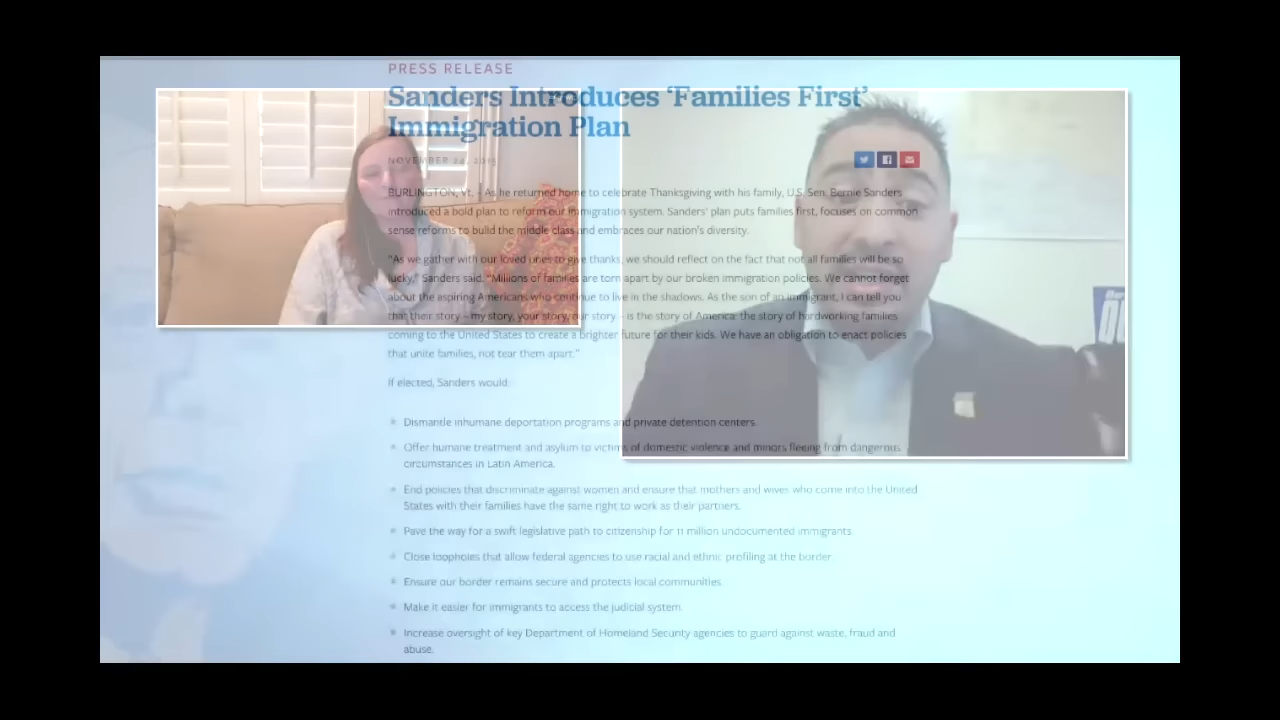 PRESS RELEASE
Sanders Introduces ‘Families First’
Immigration Plan
NOVEMBER 24, 2015
BURLINGTON, Vt. – As he returned home to celebrate Thanksgiving with his family, U.S. Sen. Bernie Sanders
introduced a bold plan to reform our immigration system. Sanders' plan puts families first, focuses on common
sense reforms to build the middle class and embraces our nation's diversity.
"As we gather with our loved ones to give thanks, we should reflect on the fact that not all families will be so
lucky," Sanders said. "Millions of families are torn apart by our broken immigration policies. We cannot forget
about the aspiring Americans who continue to live in the shadows. As the son of an immigrant, I can tell you
that their story – my story, your story, our story – is the story of America: the story of hardworking families
coming to the United States to create a brighter future for their kids. We have an obligation to enact policies
that unite families, not tear them apart."
If elected, Sanders would:
Dismantle inhumane deportation programs and private detention centers.
Offer humane treatment and asylum to victims of domestic violence and minors fleeing from dangerous
circumstances in Latin America.
End policies that discriminate against women and ensure that mothers and wives who come into the United
States with their families have the same right to work as their partners.
Pave the way for a swift legislative path to citizenship for 11 million undocumented immigrants.
Close loopholes that allow federal agencies to use racial and ethnic profiling at the border.
Ensure our border remains secure and protects local communities.
Make it easier for immigrants to access the judicial system.
Increase oversight of key Department of Homeland Security agencies to guard against waste, fraud and
abuse.